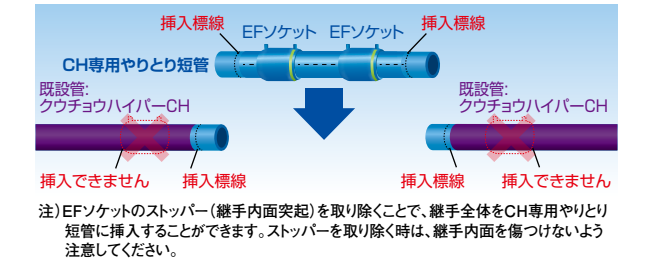 挿入標線
EFソケット EFソケット
挿入標線
CH専用やりとり短管
既設管:
クウチョウハイパーCH
既設管:
クウチョウハイパーCH
挿入できません
挿入標線
挿入標線
挿入できません
注）EFソケットのストッパー（継手内面突起）を取り除くことで、継手全体をCH専用やりとり
短管に挿入することができます。ストッパーを取り除く時は、継手内面を傷つけないよう
注意してください。